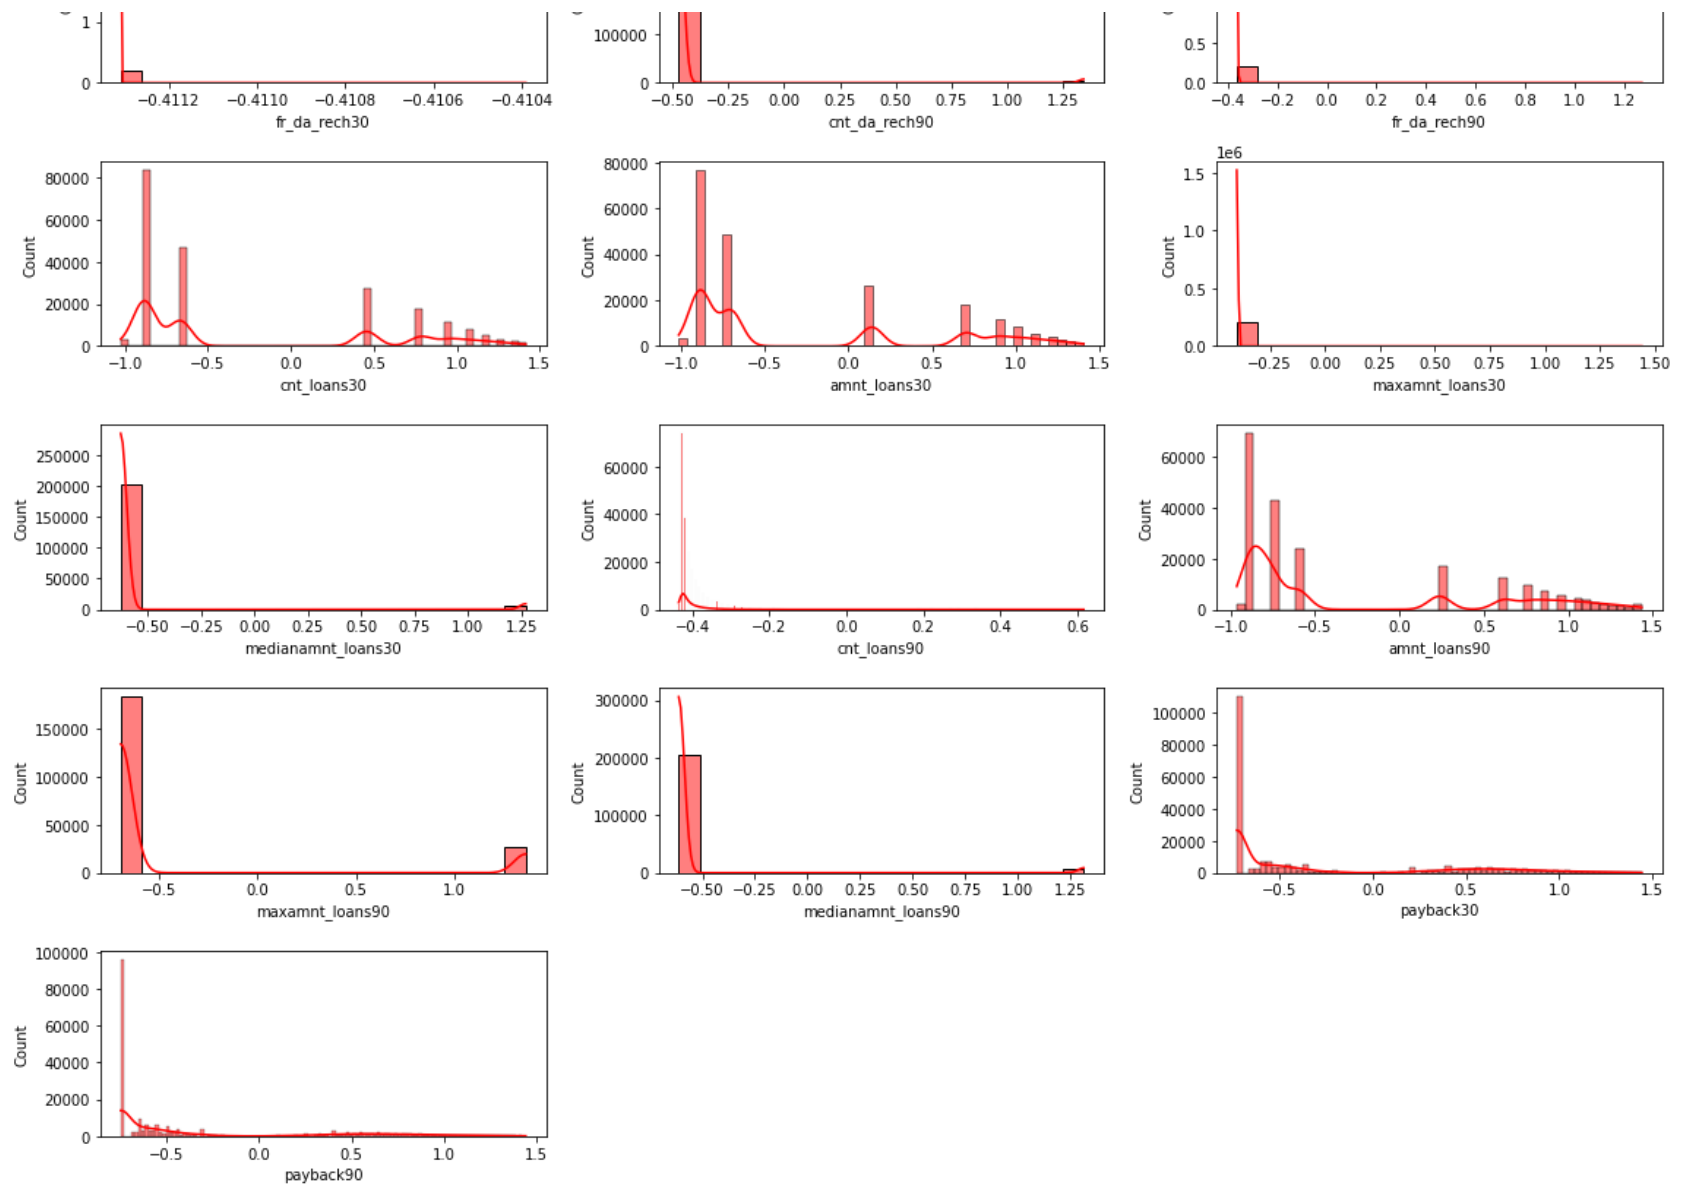 1
0
−0.4112 −0.4110 −0.4108 −0.4106 −0.4104
fr_da_rech30
100000
0
−0.50 −0.25 0.00 0.25 0.50 0.75 1.00 1.25
cnt_da_rech90
0.5
0.0
−0.4 −0.2 0.0 0.2 0.4 0.6 0.8 1.0 1.2
fr_da_rech90
80000
60000
40000
20000
0
Count
−1.0 −0.5 0.0 0.5 1.0 1.5
cnt_loans30
80000
60000
40000
20000
0
Count
−1.0 −0.5 0.0 0.5 1.0 1.5
amnt_loans30
1e6
1.5
1.0
0.5
0.0
Count
−0.25 0.00 0.25 0.50 0.75 1.00 1.25 1.50
maxamnt_loans30
250000
200000
150000
100000
50000
0
Count
−0.50 −0.25 0.00 0.25 0.50 0.75 1.00 1.25
medianamnt_loans30
60000
40000
20000
0
Count
−0.4 −0.2 0.0 0.2 0.4 0.6
cnt_loans90
60000
40000
20000
0
Count
−1.0 −0.5 0.0 0.5 1.0 1.5
amnt_loans90
150000
100000
50000
0
Count
−0.5 0.0 0.5 1.0
maxamnt_loans90
300000
200000
100000
0
Count
−0.50 −0.25 0.00 0.25 0.50 0.75 1.00 1.25
medianamnt_loans90
100000
80000
60000
40000
20000
0
Count
−0.5 0.0 0.5 1.0 1.5
payback30
100000
80000
60000
40000
20000
0
Count
−0.5 0.0 0.5 1.0 1.5
payback90